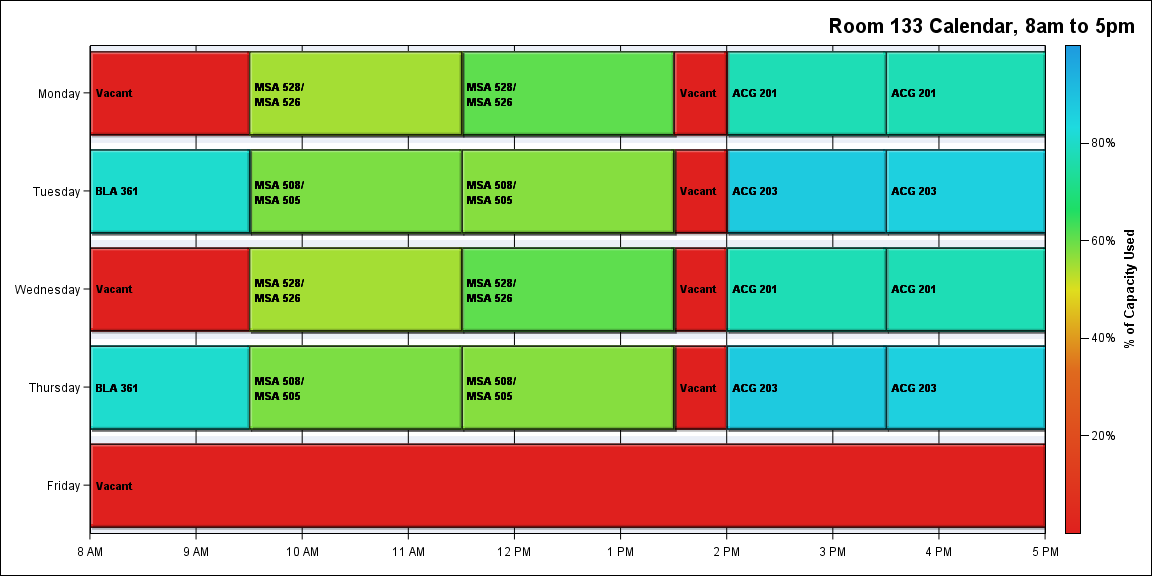 Room 133 Calendar, 8am to 5pm
Monday
Vacant
MSA 528/
MSA 526
MSA 528/
MSA 526
Vacant
ACG 201
ACG 201
Tuesday
BLA 361
MSA 508/
MSA 505
MSA 508/
MSA 505
Vacant
ACG 203
ACG 203
Wednesday
Vacant
MSA 528/
MSA 526
MSA 528/
MSA 526
Vacant
ACG 201
ACG 201
Thursday
BLA 361
MSA 508/
MSA 505
MSA 508/
MSA 505
Vacant
ACG 203
ACG 203
Friday
Vacant
8 AM
9 AM
10 AM
11 AM
12 PM
1 PM
2 PM
3 PM
4 PM
5 PM
80%
60%
40%
20%
% of Capacity Used